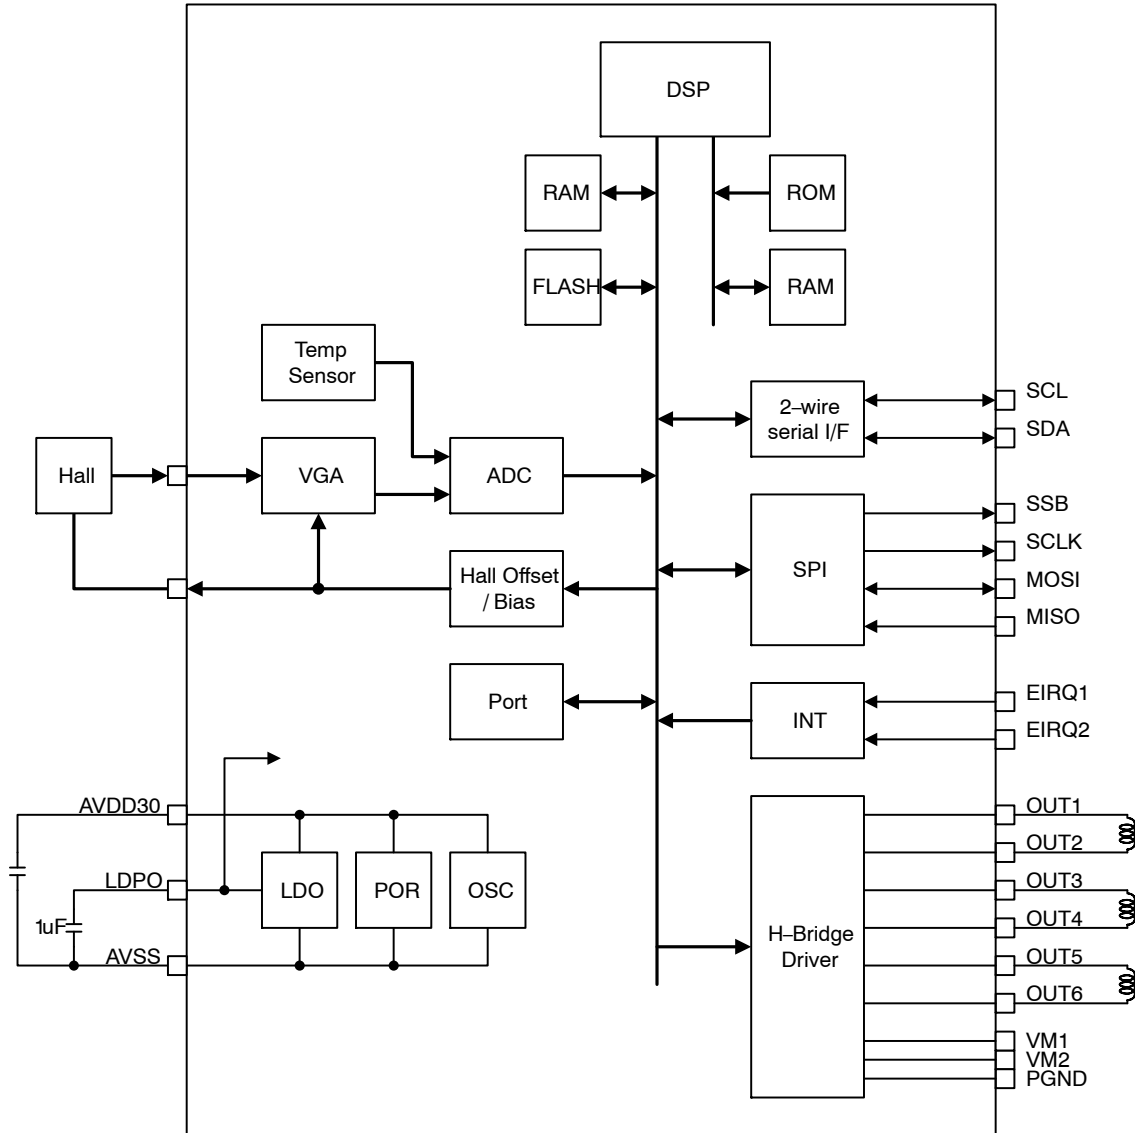 DSP
RAM
ROM
FLASH
RAM
Temp
Sensor
2–wire
serial I/F
SCL
SDA
Hall
VGA
ADC
SSB
SCLK
MOSI
MISO
SPI
Hall Offset
/ Bias
Port
INT
EIRQ1
EIRQ2
AVDD30
LDPO
1uF
AVSS
LDO
POR
OSC
H–Bridge
Driver
OUT1
OUT2
OUT3
OUT4
OUT5
OUT6
VM1
VM2
PGND